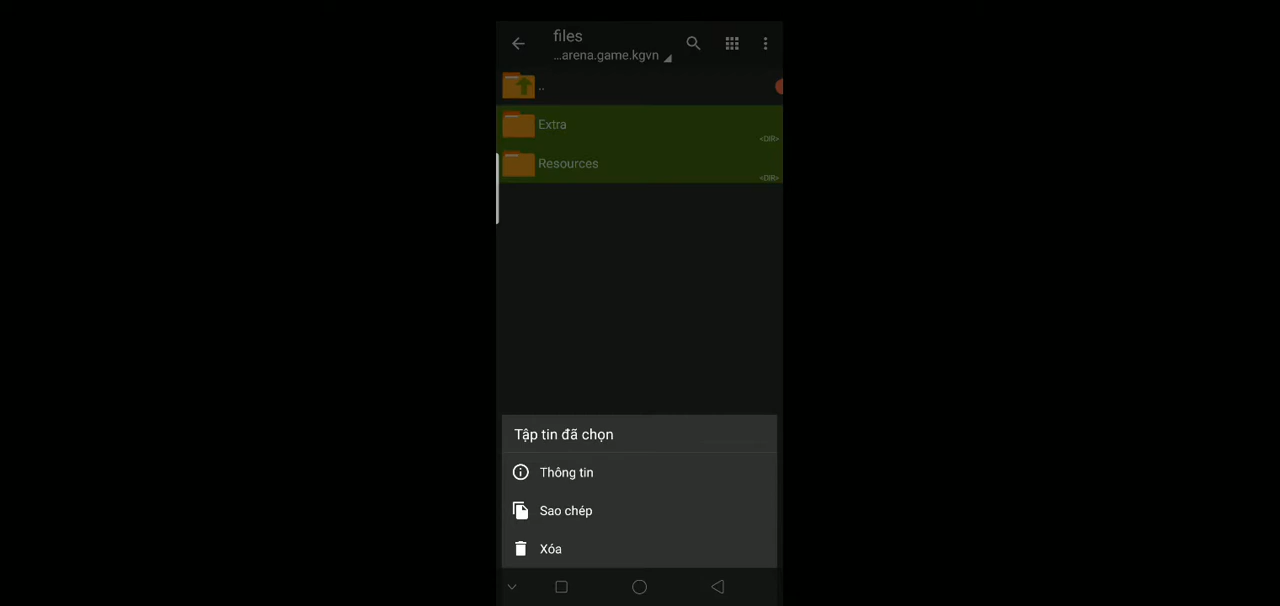 files
...arena.game.kgvn
..
Extra
<DIR>
Resources
<DIR>
Tập tin đã chọn
Thông tin
Sao chép
Xóa